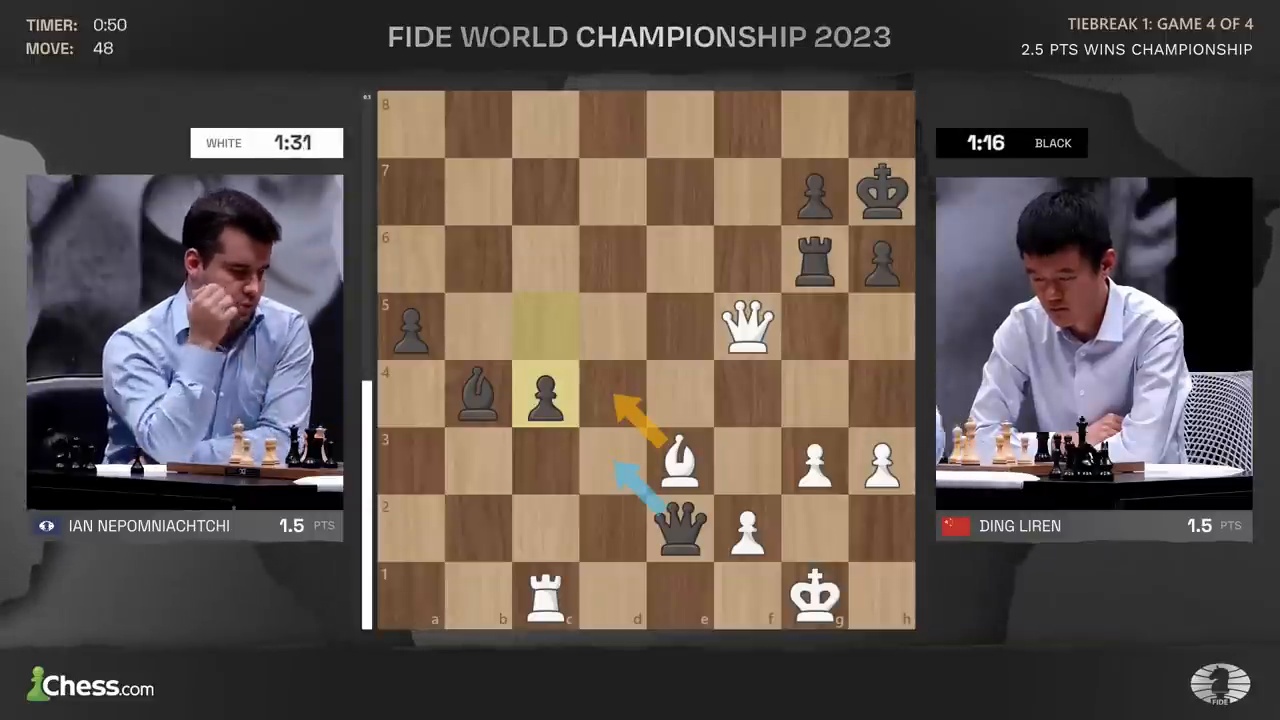 TIMER: 0:50
MOVE: 48
FIDE WORLD CHAMPIONSHIP 2023
TIEBREAK 1: GAME 4 OF 4
2.5 PTS WINS CHAMPIONSHIP
WHITE 1:31
1:16 BLACK
8
7
6
5
4
3
2
1
a b c d e f g h
IAN NEPOMNIACHTCHI 1.5 PTS
DING LIREN 1.5 PTS
Chess.com
FIDE